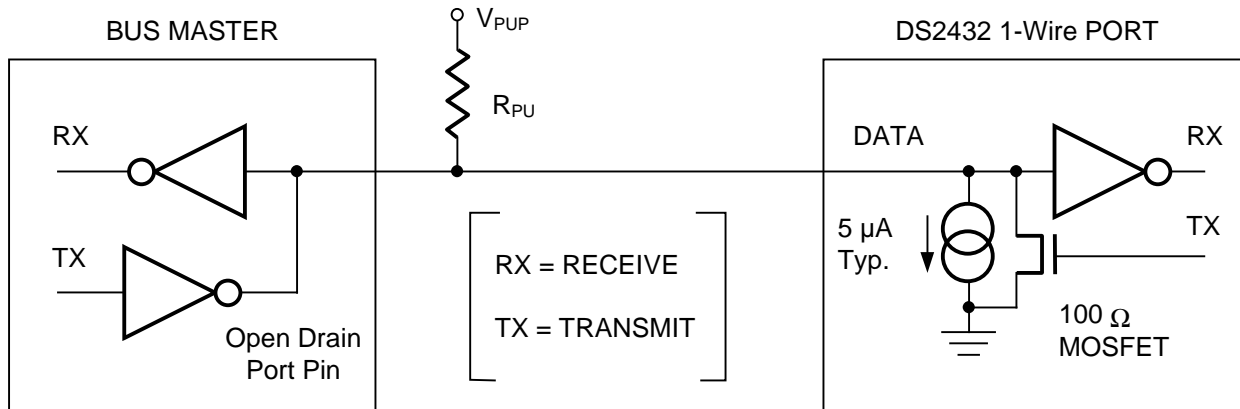 BUS MASTER
RX
TX
Open Drain
Port Pin
V_PUP
R_PU
RX = RECEIVE
TX = TRANSMIT
DS2432 1-Wire PORT
DATA
RX
TX
5 µA
Typ.
100 Ω
MOSFET